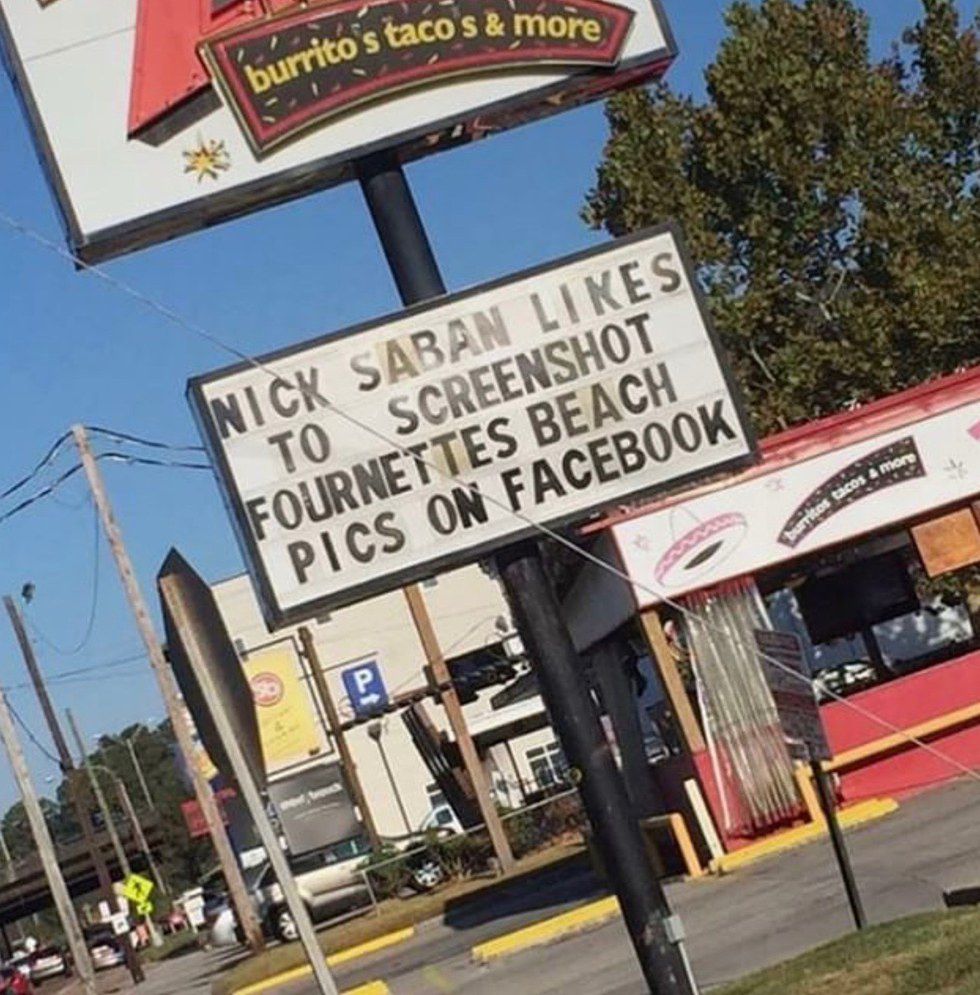 burrito's taco's & more
NICK SABAN LIKES
TO SCREENSHOT
FOURNETTES BEACH
PICS ON FACEBOOK
burritos tacos & more
P